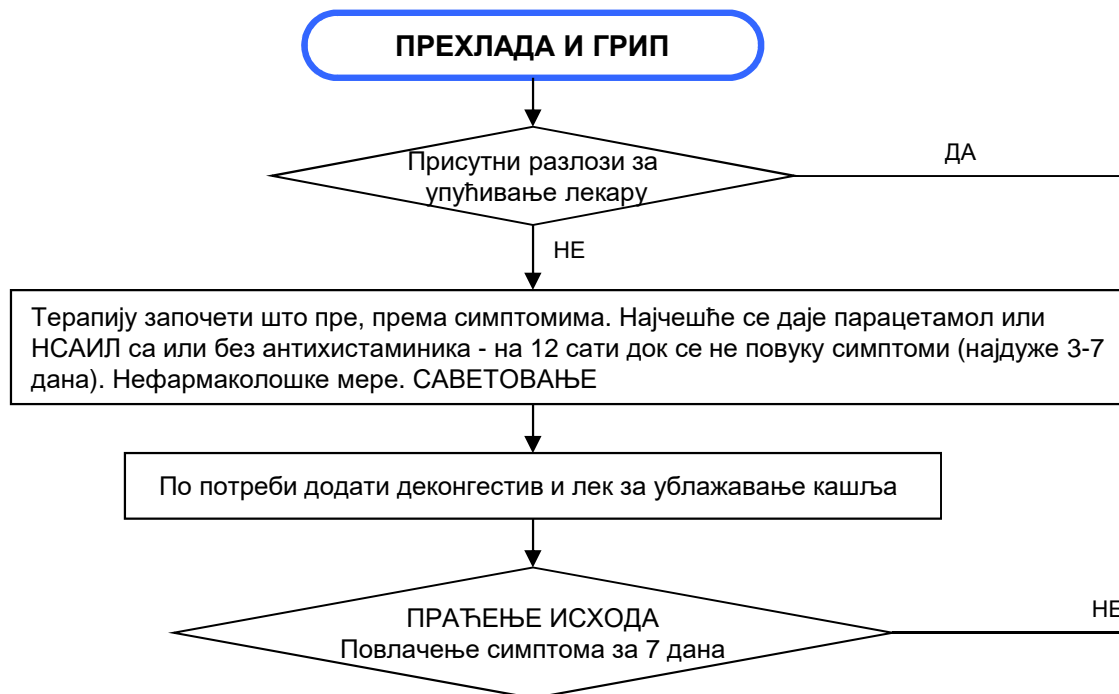 ПРЕХЛАДА И ГРИП
Присутни разлози за
упућивање лекару
ДА
НЕ
Терапију започети што пре, према симптомима. Најчешће се даје парацетамол или
НСАИЛ са или без антихистаминика - на 12 сати док се не повуку симптоми (најдуже 3-7
дана). Нефармаколошке мере. САВЕТОВАЊЕ
По потреби додати деконгестив и лек за ублажавање кашља
ПРАЋЕЊЕ ИСХОДА
Повлачење симптома за 7 дана
НЕ